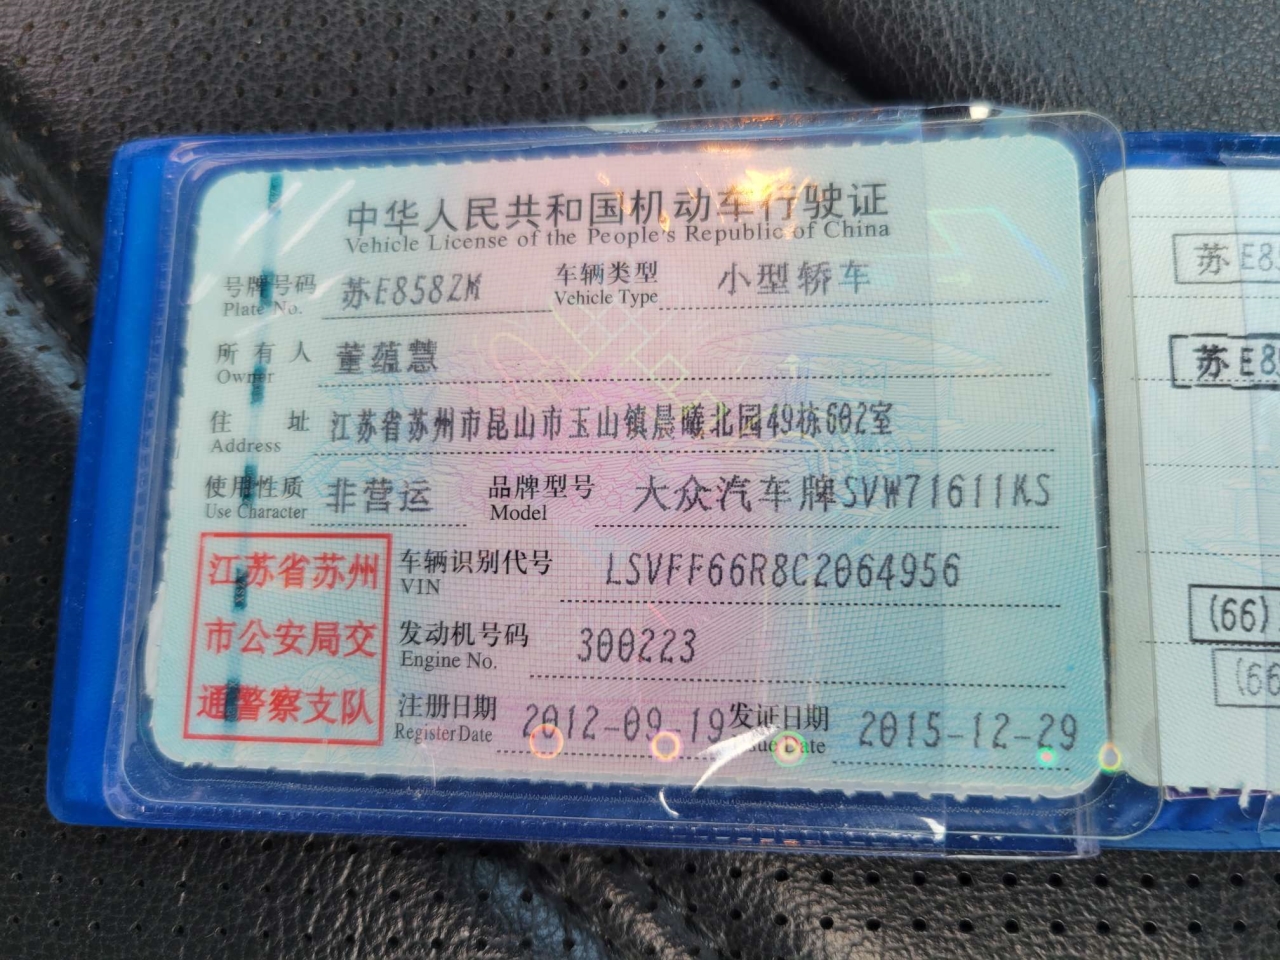 中华人民共和国机动车行驶证
Vehicle License of the People's Republic of China
号牌号码 苏E858ZM 车辆类型 小型轿车
Plate No. Vehicle Type
所有人 董蕴慧
Owner
住址 江苏省苏州市昆山市玉山镇晨曦北园49栋602室
Address
使用性质 非营运 品牌型号 大众汽车牌SVW71611KS
Use Character Model
江苏省苏州 车辆识别代号 LSVFF66R8C2064956
VIN
市公安局交 发动机号码 300223
Engine No.
通警察支队 注册日期 2012-09-19 发证日期 2015-12-29
Register Date Issue Date
苏E85
苏E85
(66)
(66